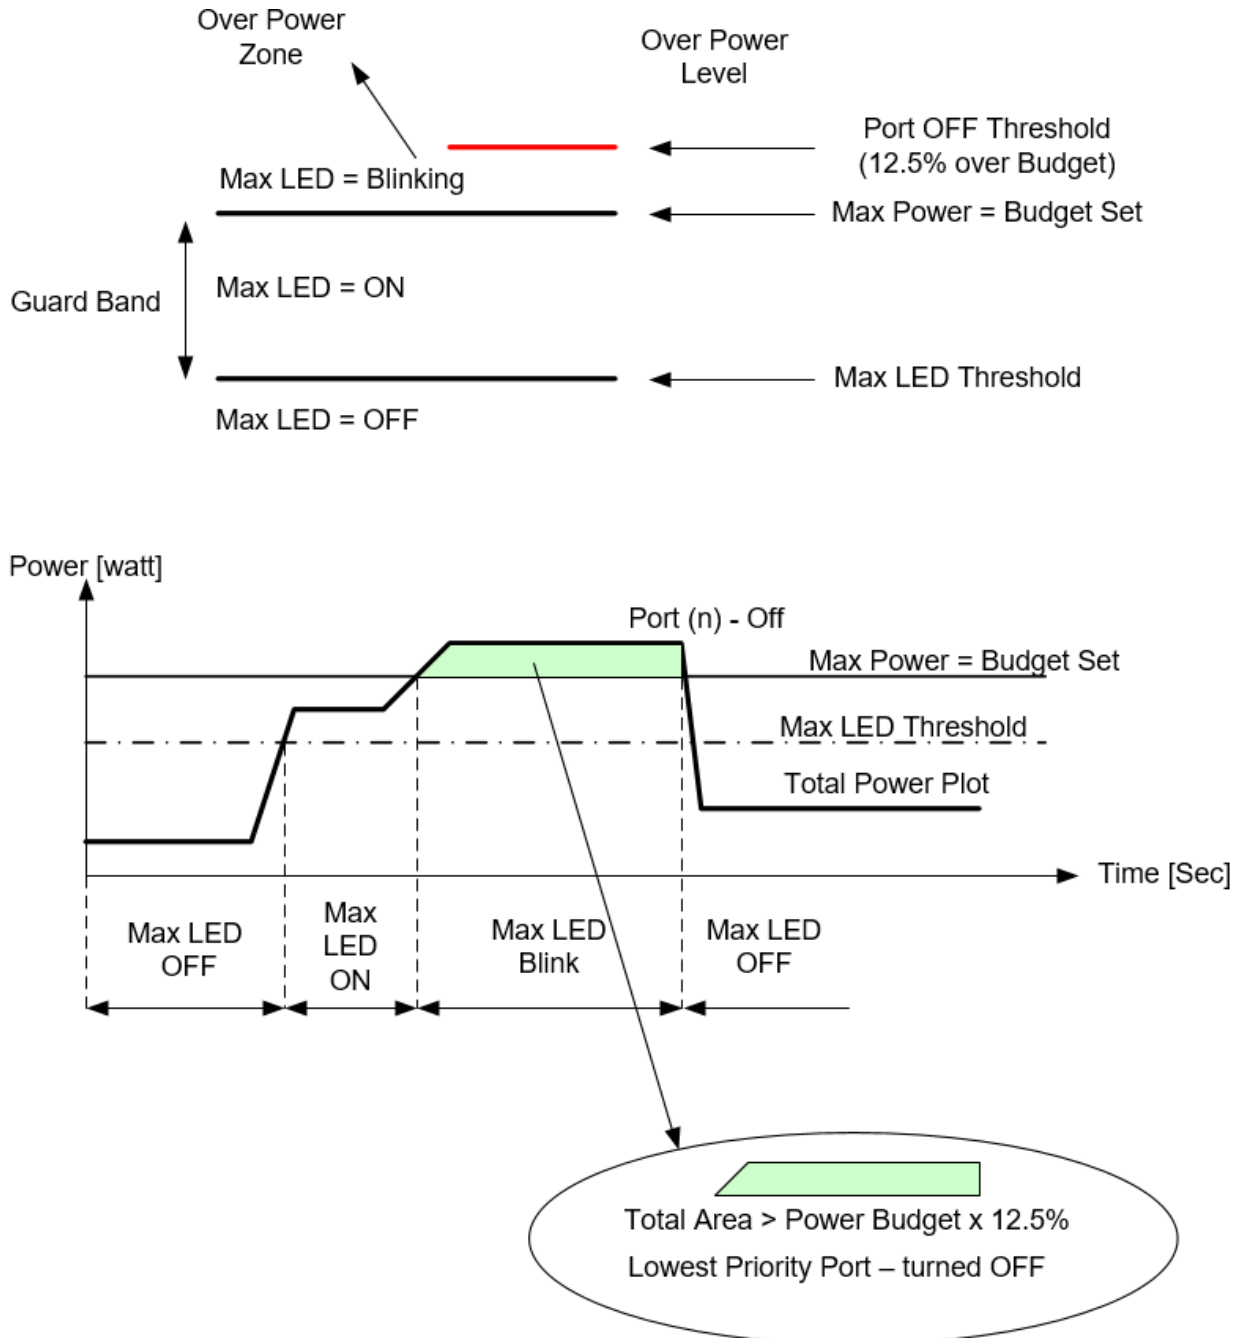 Over Power
Zone
Over Power
Level
Port OFF Threshold
(12.5% over Budget)
Max LED = Blinking
Max Power = Budget Set
Guard Band
Max LED = ON
Max LED Threshold
Max LED = OFF
Power [watt]
Port (n) - Off
Max Power = Budget Set
Max LED Threshold
Total Power Plot
Time [Sec]
Max LED
OFF
Max
LED
ON
Max LED
Blink
Max LED
OFF
Total Area > Power Budget x 12.5%
Lowest Priority Port – turned OFF